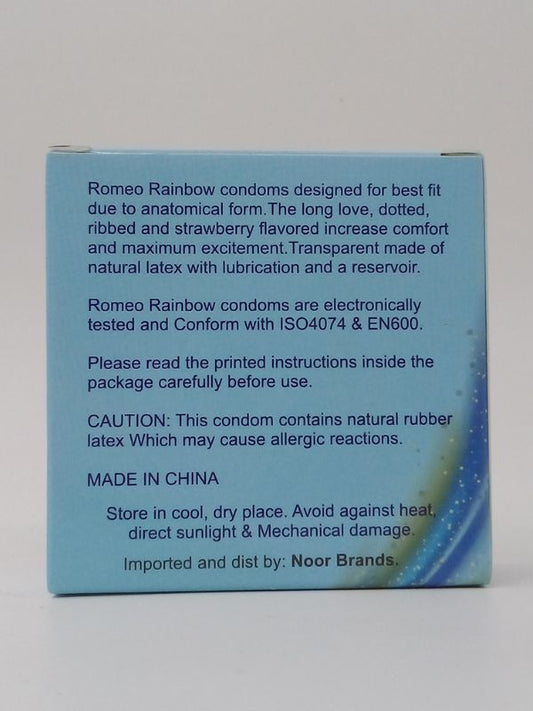 Romeo Rainbow condoms designed for best fit
due to anatomical form.The long love, dotted,
ribbed and strawberry flavored increase comfort
and maximum excitement.Transparent made of
natural latex with lubrication and a reservoir.
Romeo Rainbow condoms are electronically
tested and Conform with ISO4074 & EN600.
Please read the printed instructions inside the
package carefully before use.
CAUTION: This condom contains natural rubber
latex Which may cause allergic reactions.
MADE IN CHINA
Store in cool, dry place. Avoid against heat,
direct sunlight & Mechanical damage.
Imported and dist by: Noor Brands.